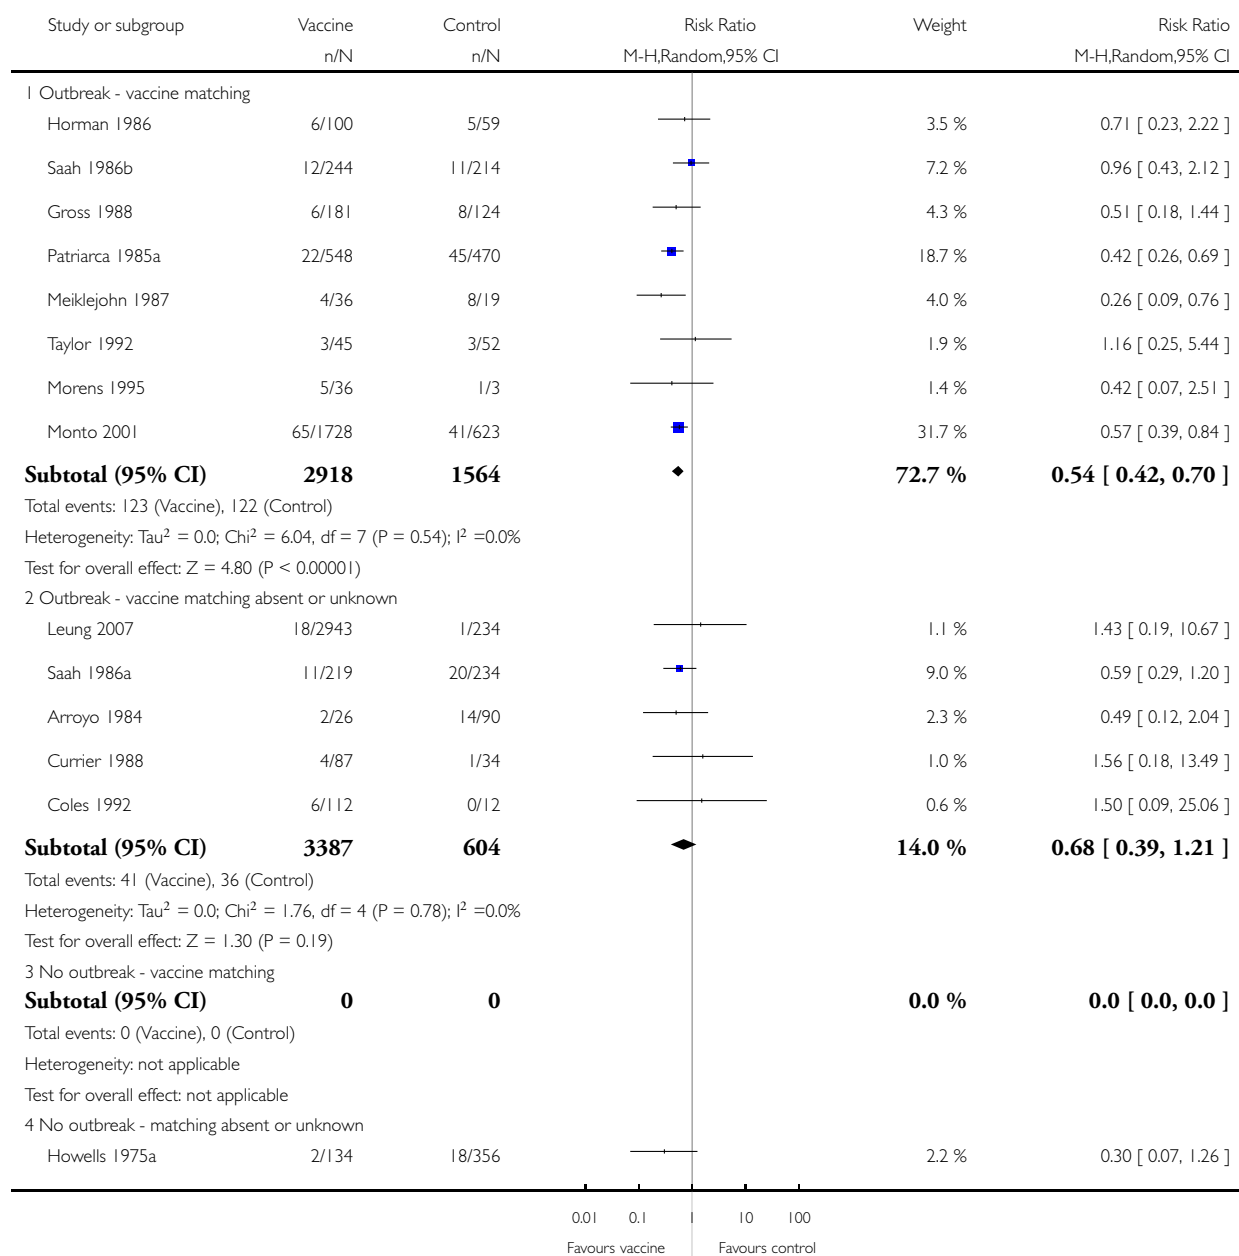 Study or subgroup Vaccine Control Risk Ratio Weight Risk Ratio
n/N n/N M-H,Random,95% CI M-H,Random,95% CI
1 Outbreak - vaccine matching
Horman 1986 6/100 5/59 3.5 % 0.71 [ 0.23, 2.22 ]
Saah 1986b 12/244 11/214 7.2 % 0.96 [ 0.43, 2.12 ]
Gross 1988 6/181 8/124 4.3 % 0.51 [ 0.18, 1.44 ]
Patriarca 1985a 22/548 45/470 18.7 % 0.42 [ 0.26, 0.69 ]
Meiklejohn 1987 4/36 8/19 4.0 % 0.26 [ 0.09, 0.76 ]
Taylor 1992 3/45 3/52 1.9 % 1.16 [ 0.25, 5.44 ]
Morens 1995 5/36 1/3 1.4 % 0.42 [ 0.07, 2.51 ]
Monto 2001 65/1728 41/623 31.7 % 0.57 [ 0.39, 0.84 ]
Subtotal (95% CI) 2918 1564 72.7 % 0.54 [ 0.42, 0.70 ]
Total events: 123 (Vaccine), 122 (Control)
Heterogeneity: Tau² = 0.0; Chi² = 6.04, df = 7 (P = 0.54); I² =0.0%
Test for overall effect: Z = 4.80 (P < 0.00001)
2 Outbreak - vaccine matching absent or unknown
Leung 2007 18/2943 1/234 1.1 % 1.43 [ 0.19, 10.67 ]
Saah 1986a 11/219 20/234 9.0 % 0.59 [ 0.29, 1.20 ]
Arroyo 1984 2/26 14/90 2.3 % 0.49 [ 0.12, 2.04 ]
Currier 1988 4/87 1/34 1.0 % 1.56 [ 0.18, 13.49 ]
Coles 1992 6/112 0/12 0.6 % 1.50 [ 0.09, 25.06 ]
Subtotal (95% CI) 3387 604 14.0 % 0.68 [ 0.39, 1.21 ]
Total events: 41 (Vaccine), 36 (Control)
Heterogeneity: Tau² = 0.0; Chi² = 1.76, df = 4 (P = 0.78); I² =0.0%
Test for overall effect: Z = 1.30 (P = 0.19)
3 No outbreak - vaccine matching
Subtotal (95% CI) 0 0 0.0 % 0.0 [ 0.0, 0.0 ]
Total events: 0 (Vaccine), 0 (Control)
Heterogeneity: not applicable
Test for overall effect: not applicable
4 No outbreak - matching absent or unknown
Howells 1975a 2/134 18/356 2.2 % 0.30 [ 0.07, 1.26 ]
0.01 0.1 1 10 100
Favours vaccine Favours control